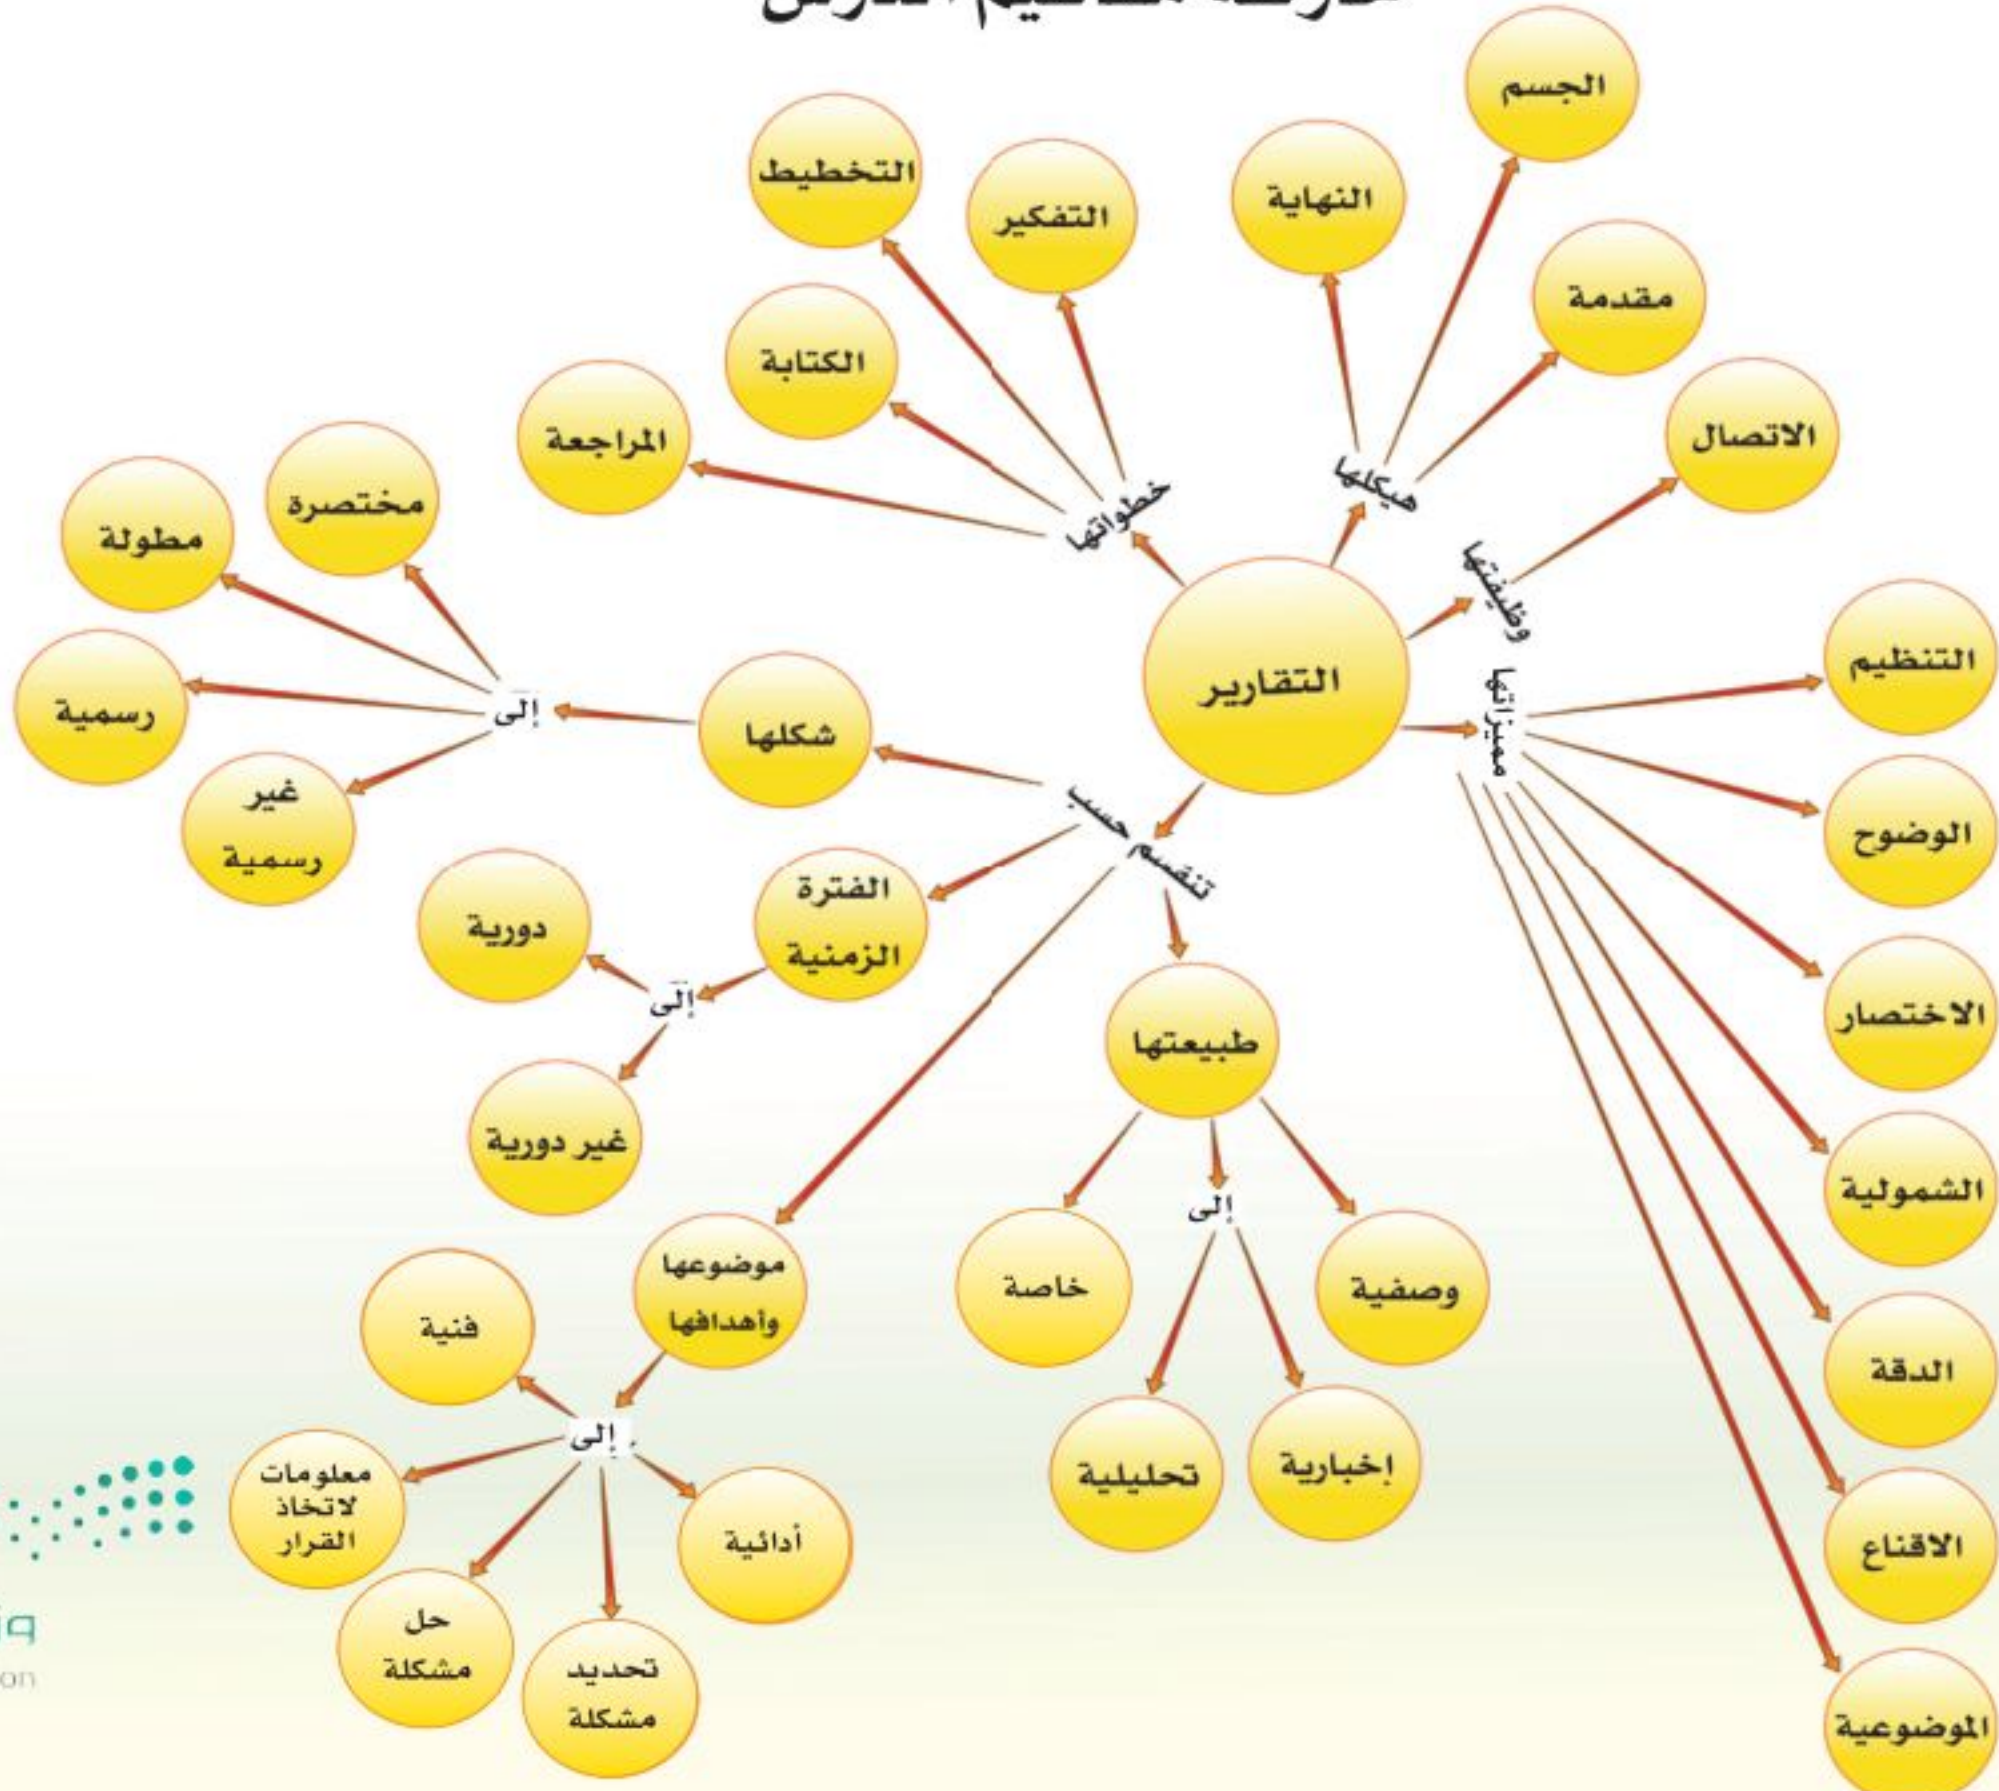 الجسم
النهاية
مقدمة
التخطيط
التفكير
الكتابة
المراجعة
الاتصال
هيكلها
خطواتها
وظيفتها
مميزاتها
التقارير
التنظيم
الوضوح
الاختصار
الشمولية
الدقة
الاقناع
الموضوعية
تنقسم حسب
شكلها
إلى
مختصرة
مطولة
رسمية
غير
رسمية
الفترة
الزمنية
إلى
دورية
غير دورية
طبيعتها
إلى
وصفية
خاصة
إخبارية
تحليلية
موضوعها
وأهدافها
إلى
فنية
معلومات
لاتخاذ
القرار
حل
مشكلة
تحديد
مشكلة
أدائية
on